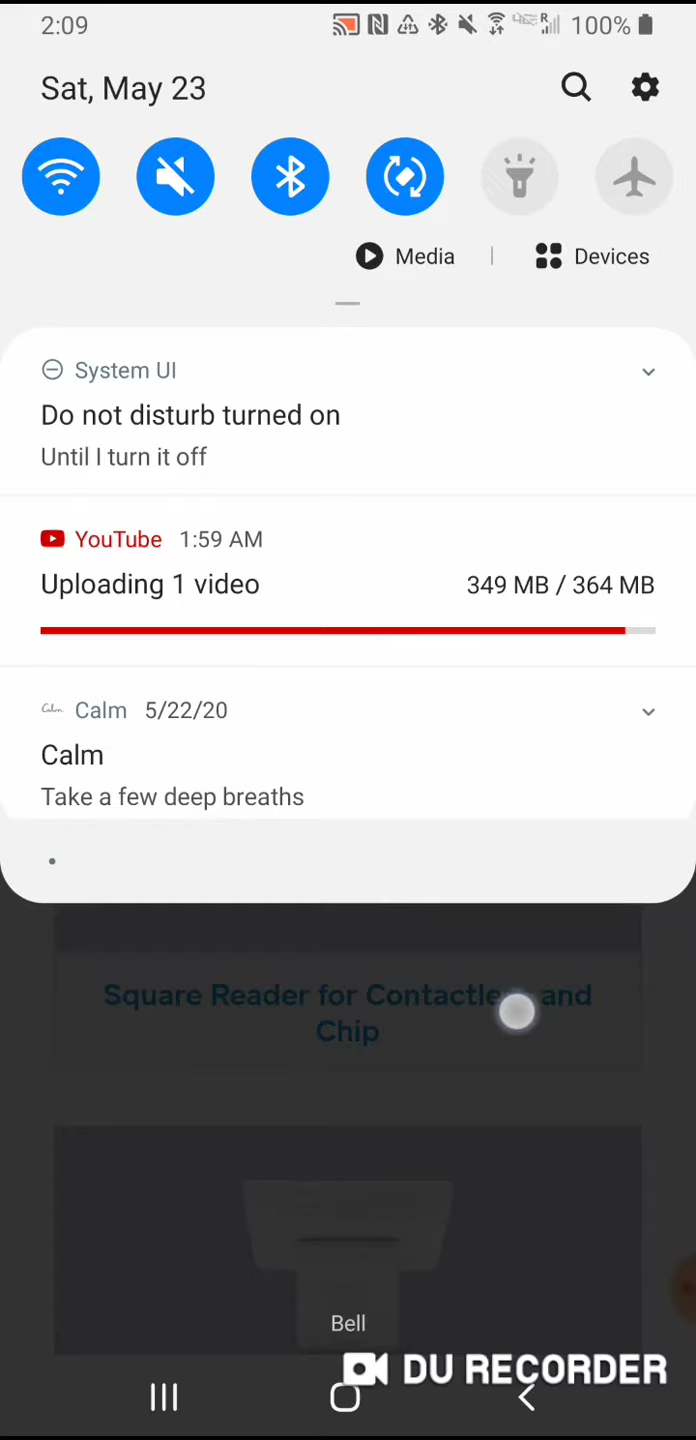 2:09 100%
Sat, May 23
Media | Devices
System UI
Do not disturb turned on
Until I turn it off
YouTube 1:59 AM
Uploading 1 video 349 MB / 364 MB
Calm Calm 5/22/20
Calm
Take a few deep breaths
Square Reader for and
Chip
Bell
DU RECORDER